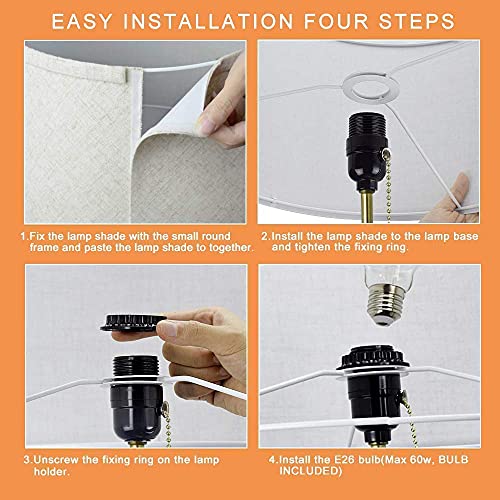 EASY INSTALLATION FOUR STEPS
1.Fix the lamp shade with the small round
frame and paste the lamp shade to together.
2.Install the lamp shade to the lamp base
and tighten the fixing ring.
3.Unscrew the fixing ring on the lamp
holder.
4.Install the E26 bulb(Max 60w, BULB
INCLUDED)